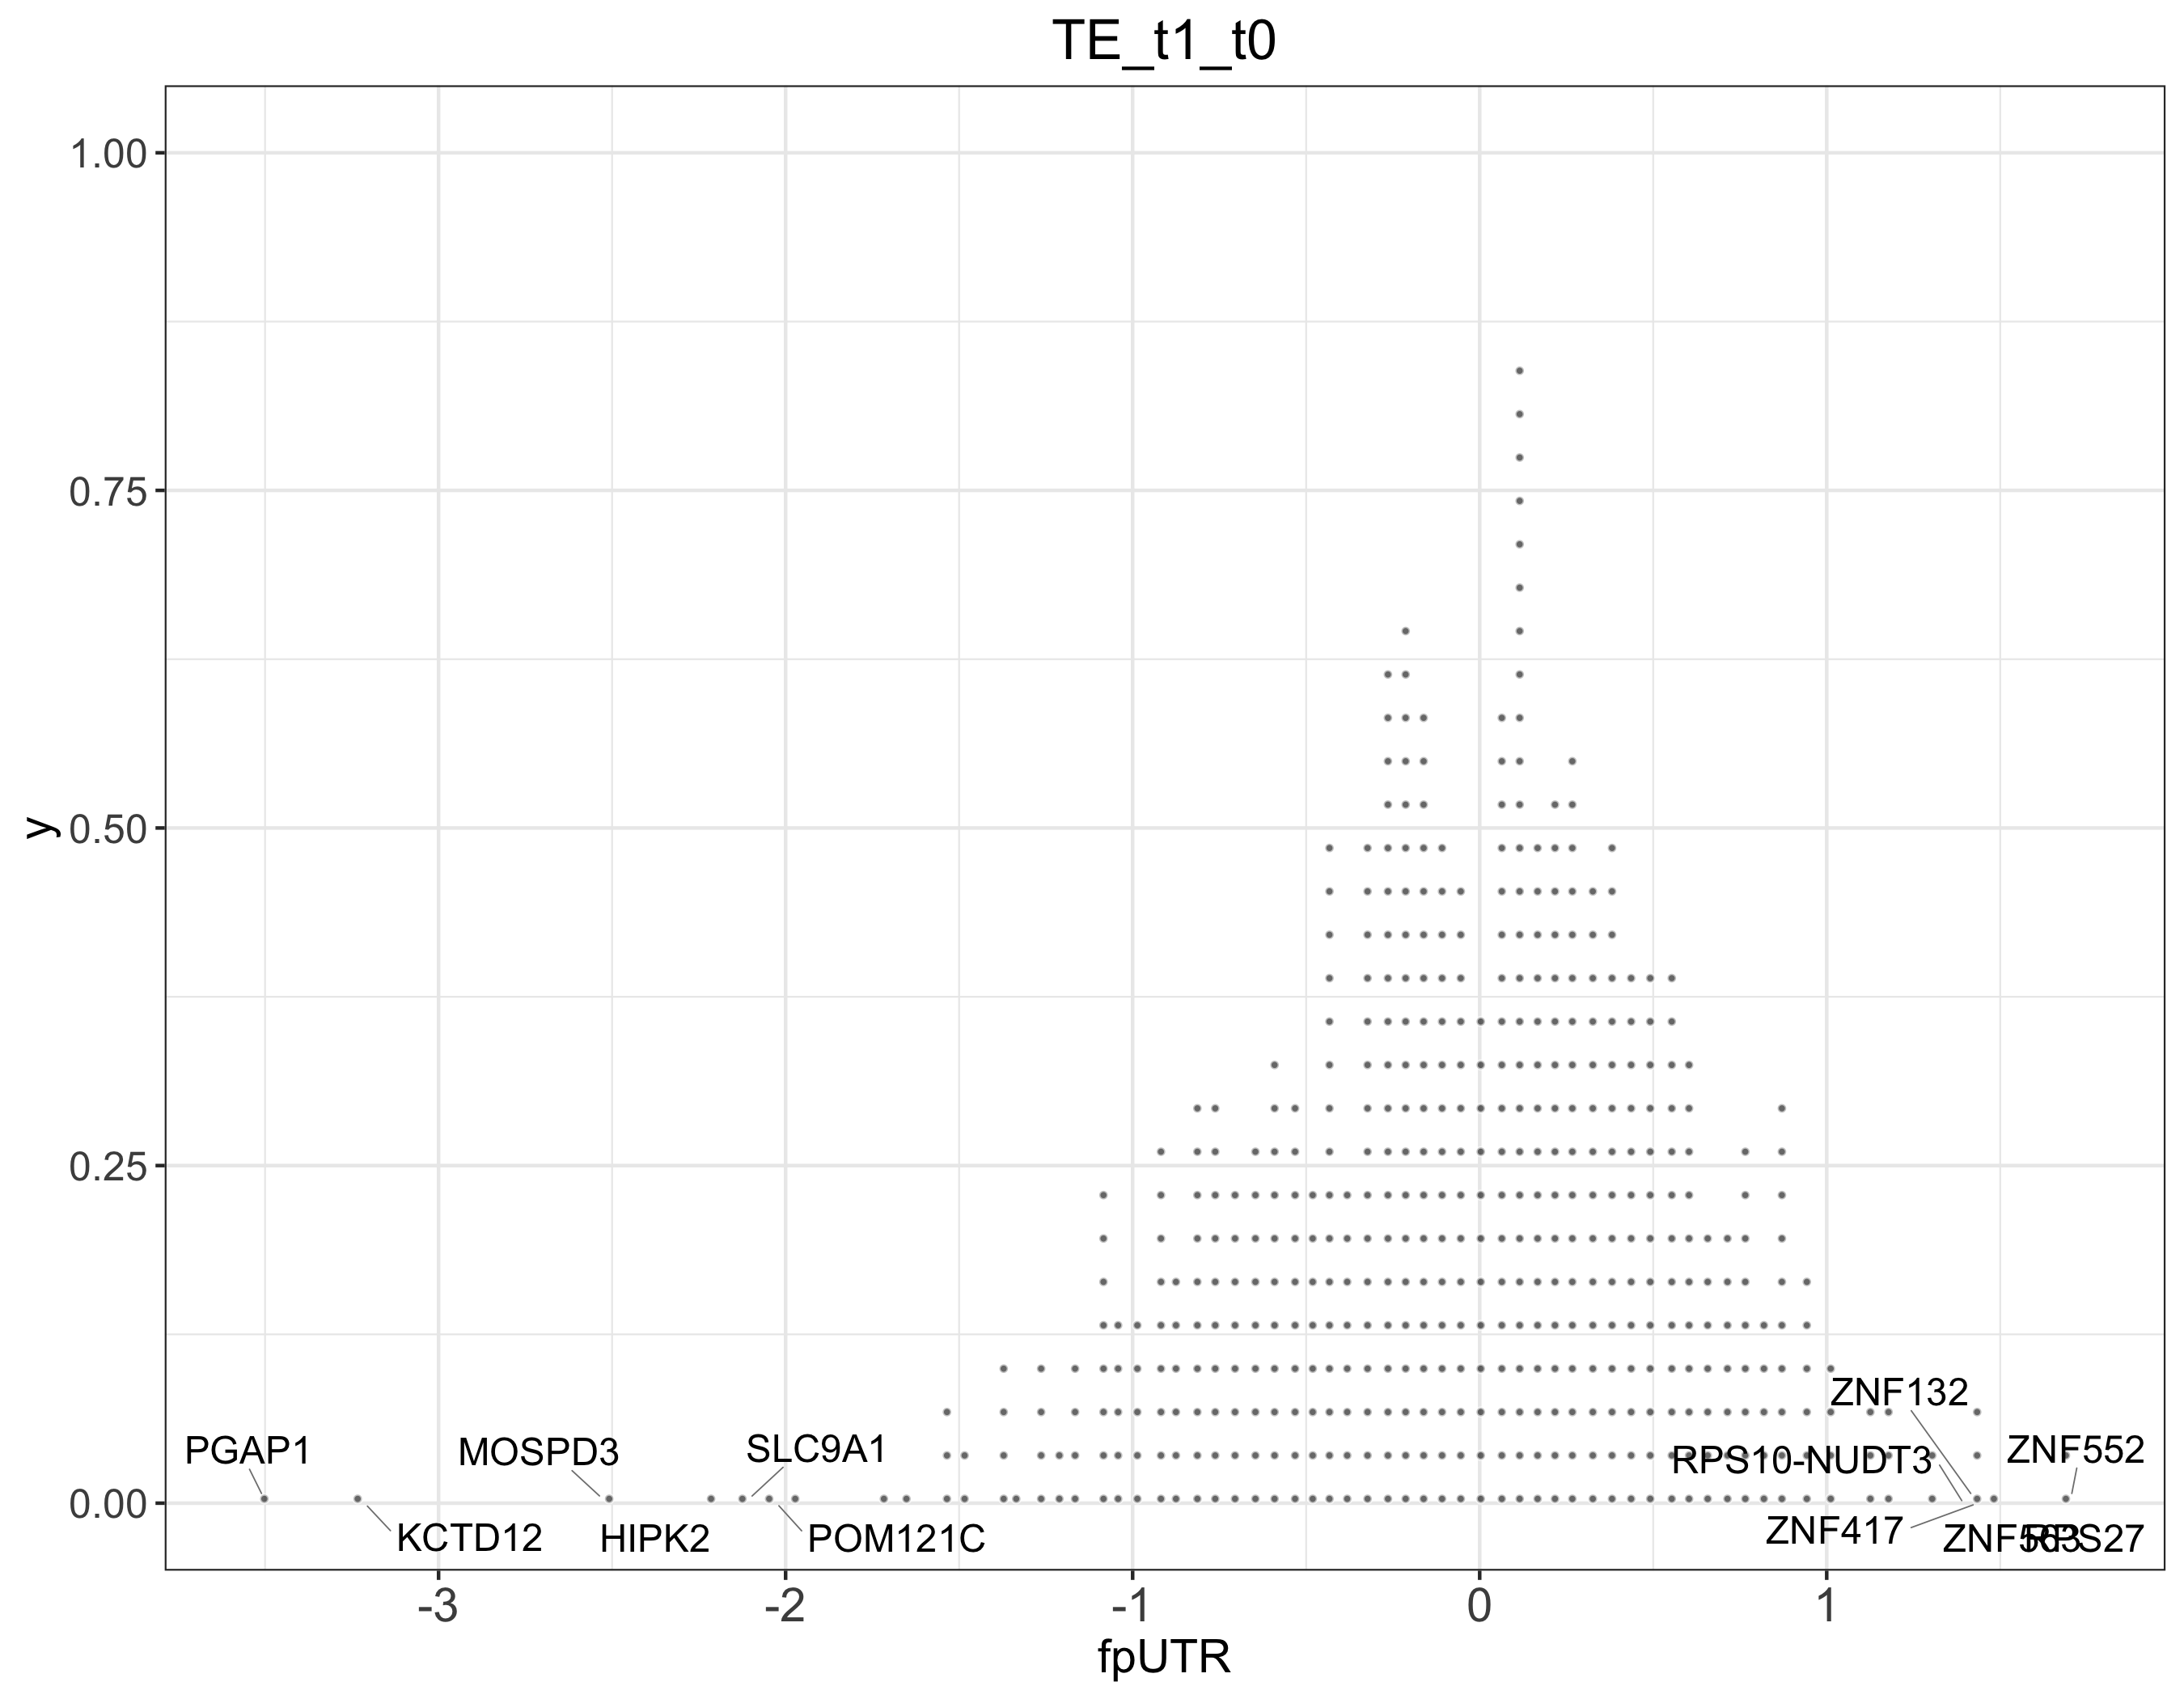 TE_t1_t0
1.00
0.75
0.50
0.25
0.00
y
ZNF132
RPS10-NUDT3
ZNF552
PGAP1
MOSPD3
SLC9A1
KCTD12
HIPK2
POM121C
ZNF417
-3
-2
-1
0
1
fpUTR